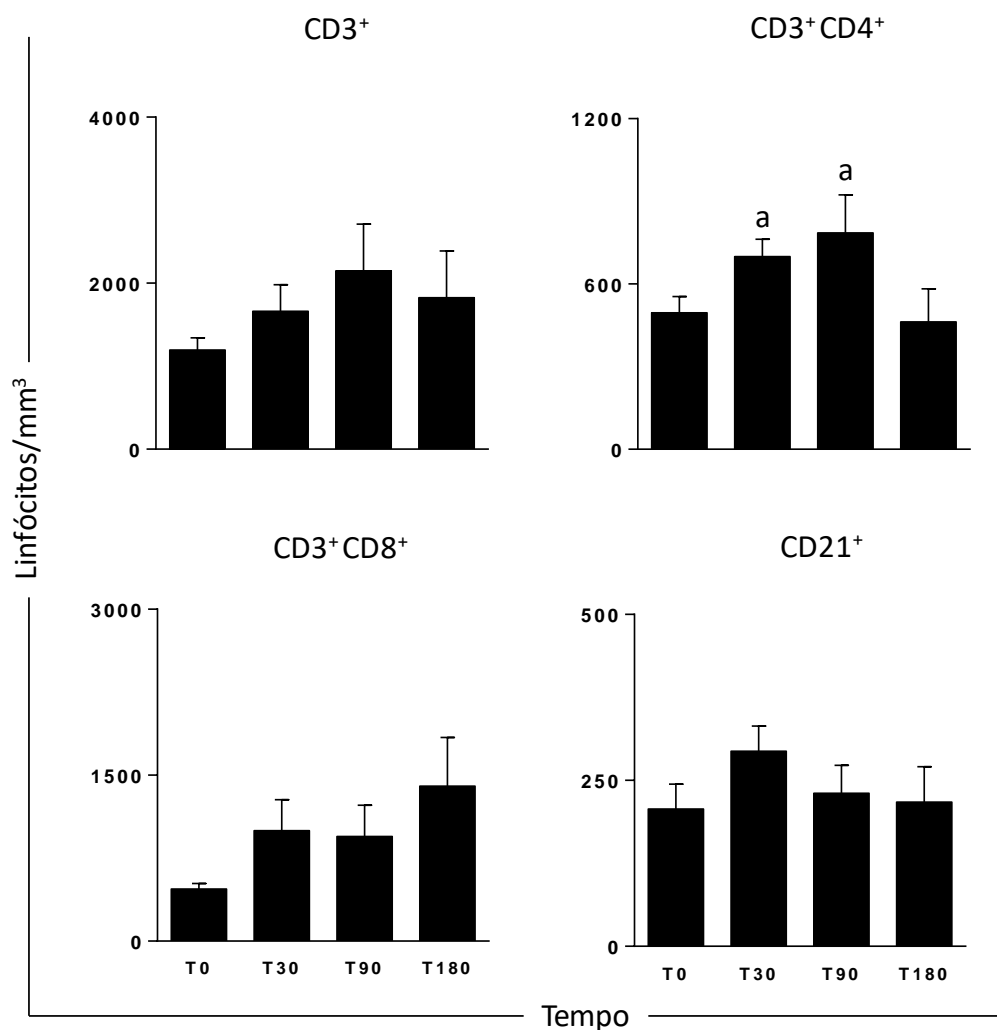 CD3⁺
CD3⁺CD4⁺
4000
2000
0
1200
600
0
a
a
Linfócitos/mm³
CD3⁺CD8⁺
CD21⁺
3000
1500
0
T0 T30 T90 T180
500
250
0
T0 T30 T90 T180
Tempo